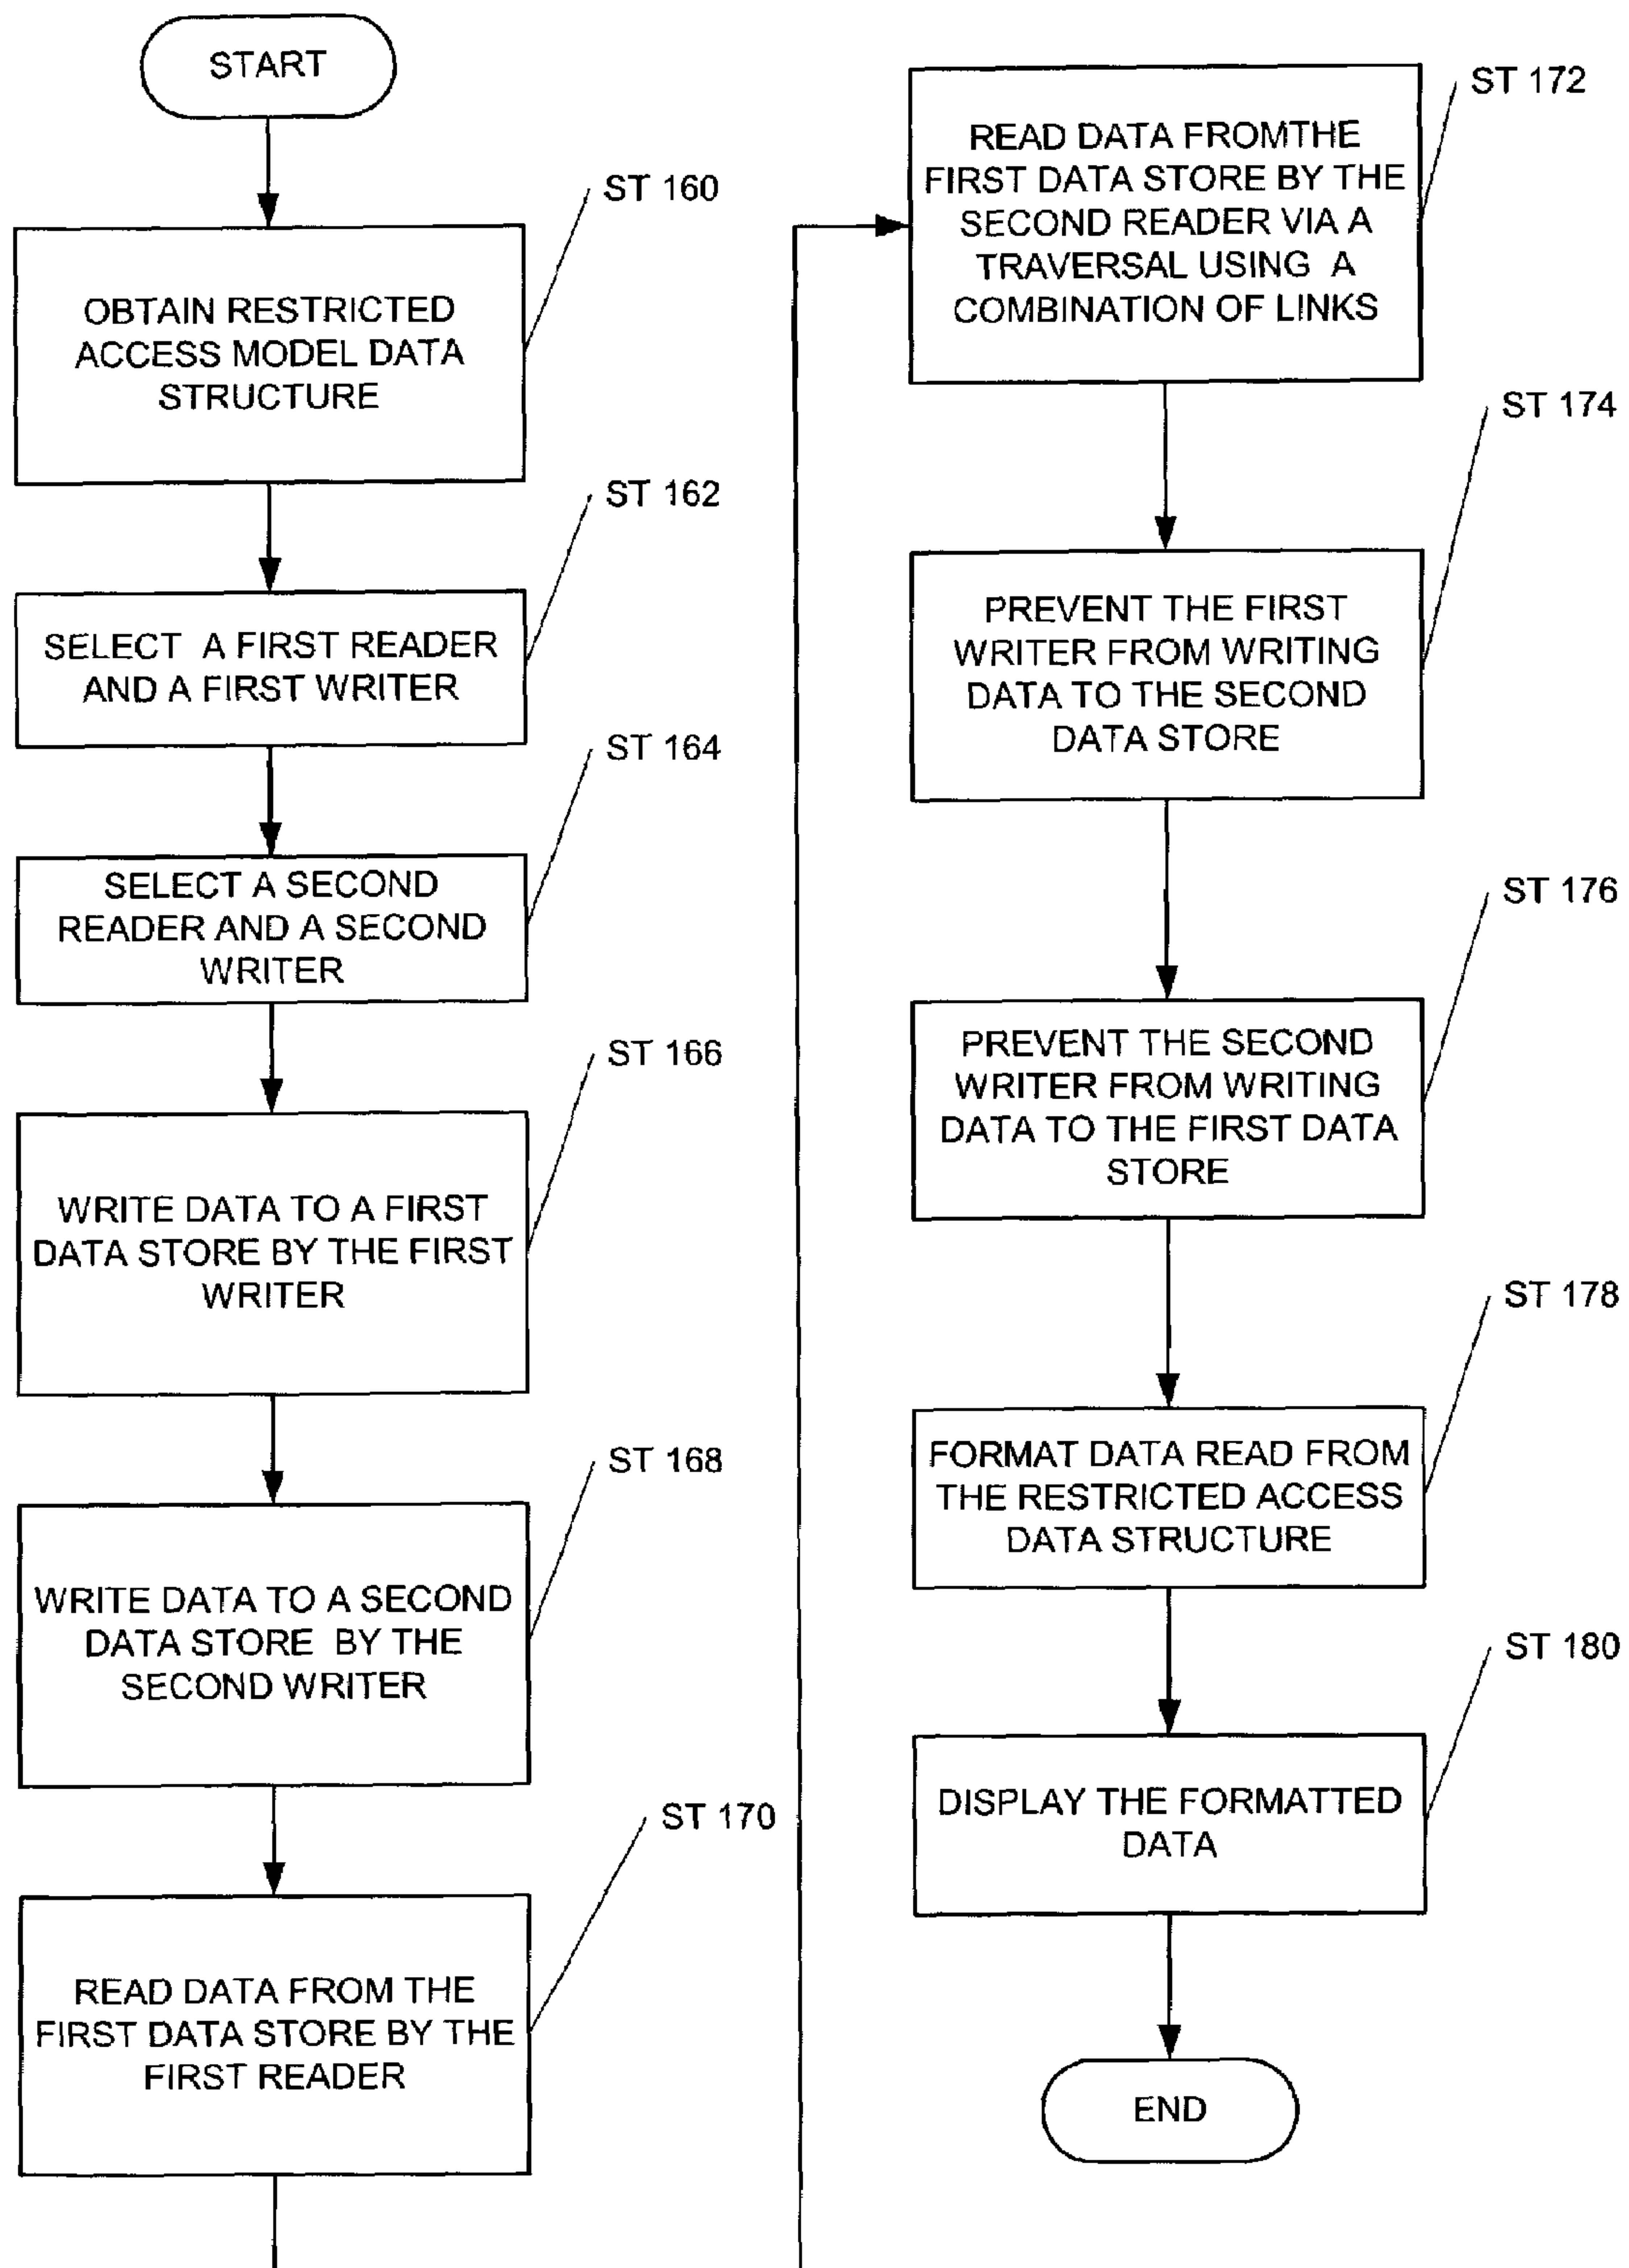 START
ST 160
OBTAIN RESTRICTED
ACCESS MODEL DATA
STRUCTURE
ST 162
SELECT A FIRST READER
AND A FIRST WRITER
ST 164
SELECT A SECOND
READER AND A SECOND
WRITER
ST 166
WRITE DATA TO A FIRST
DATA STORE BY THE FIRST
WRITER
ST 168
WRITE DATA TO A SECOND
DATA STORE BY THE
SECOND WRITER
ST 170
READ DATA FROM THE
FIRST DATA STORE BY THE
FIRST READER
ST 172
READ DATA FROMTHE
FIRST DATA STORE BY THE
SECOND READER VIA A
TRAVERSAL USING A
COMBINATION OF LINKS
ST 174
PREVENT THE FIRST
WRITER FROM WRITING
DATA TO THE SECOND
DATA STORE
ST 176
PREVENT THE SECOND
WRITER FROM WRITING
DATA TO THE FIRST DATA
STORE
ST 178
FORMAT DATA READ FROM
THE RESTRICTED ACCESS
DATA STRUCTURE
ST 180
DISPLAY THE FORMATTED
DATA
END